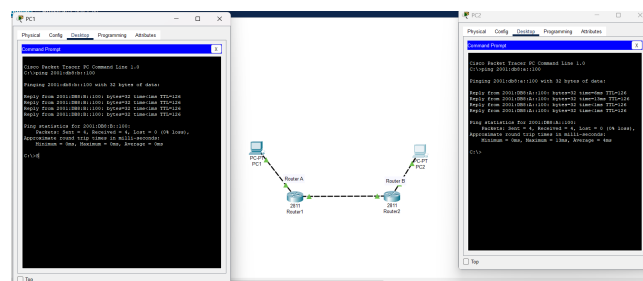 PC1
Physical Config Desktop Programming Attributes
Command Prompt
X
Cisco Packet Tracer PC Command Line 1.0
C:\>ping 2001:db8:b::100
Pinging 2001:db8:b::100 with 32 bytes of data:
Reply from 2001:DB8:B::100: bytes=32 time<1ms TTL=126
Reply from 2001:DB8:B::100: bytes=32 time<1ms TTL=126
Reply from 2001:DB8:B::100: bytes=32 time<1ms TTL=126
Reply from 2001:DB8:B::100: bytes=32 time<1ms TTL=126
Ping statistics for 2001:DB8:B::100:
Packets: Sent = 4, Received = 4, Lost = 0 (0% loss),
Approximate round trip times in milli-seconds:
Minimum = 0ms, Maximum = 0ms, Average = 0ms
C:\>
Top
PC-PT
PC1
Router A
2811
Router1
PC-PT
PC2
Router B
2811
Router2
PC2
Physical Config Desktop Programming Attributes
Command Prompt
X
Cisco Packet Tracer PC Command Line 1.0
C:\>ping 2001:db8:a::100
Pinging 2001:db8:a::100 with 32 bytes of data:
Reply from 2001:DB8:A::100: bytes=32 TTL=126
Reply from 2001:DB8:A::100: bytes=32 time=13ms TTL=126
Reply from 2001:DB8:A::100: bytes=32 time<1ms TTL=126
Reply from 2001:DB8:A::100: bytes=32 time<1ms TTL=126
Ping statistics for 2001:DB8:A::100:
Packets: Sent = 4, Received = 4, Lost = 0 (0% loss),
Approximate round trip times in milli-seconds:
Minimum = 0ms, Maximum = 13ms, Average = 4ms
C:\>
Top